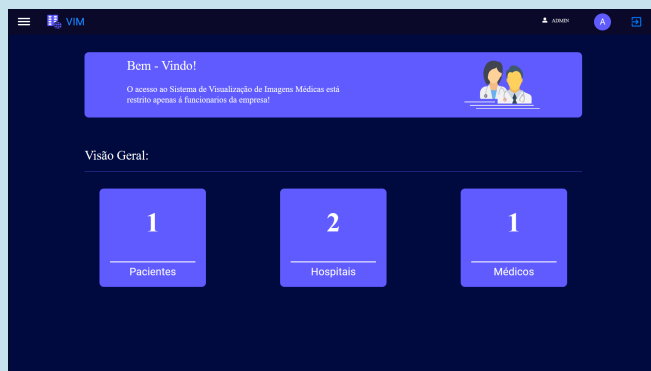 VIM
ADMIN
A
Bem - Vindo!
O acesso ao Sistema de Visualização de Imagens Médicas está
restrito apenas á funcionarios da empresa!
Visão Geral:
1
Pacientes
2
Hospitais
1
Médicos